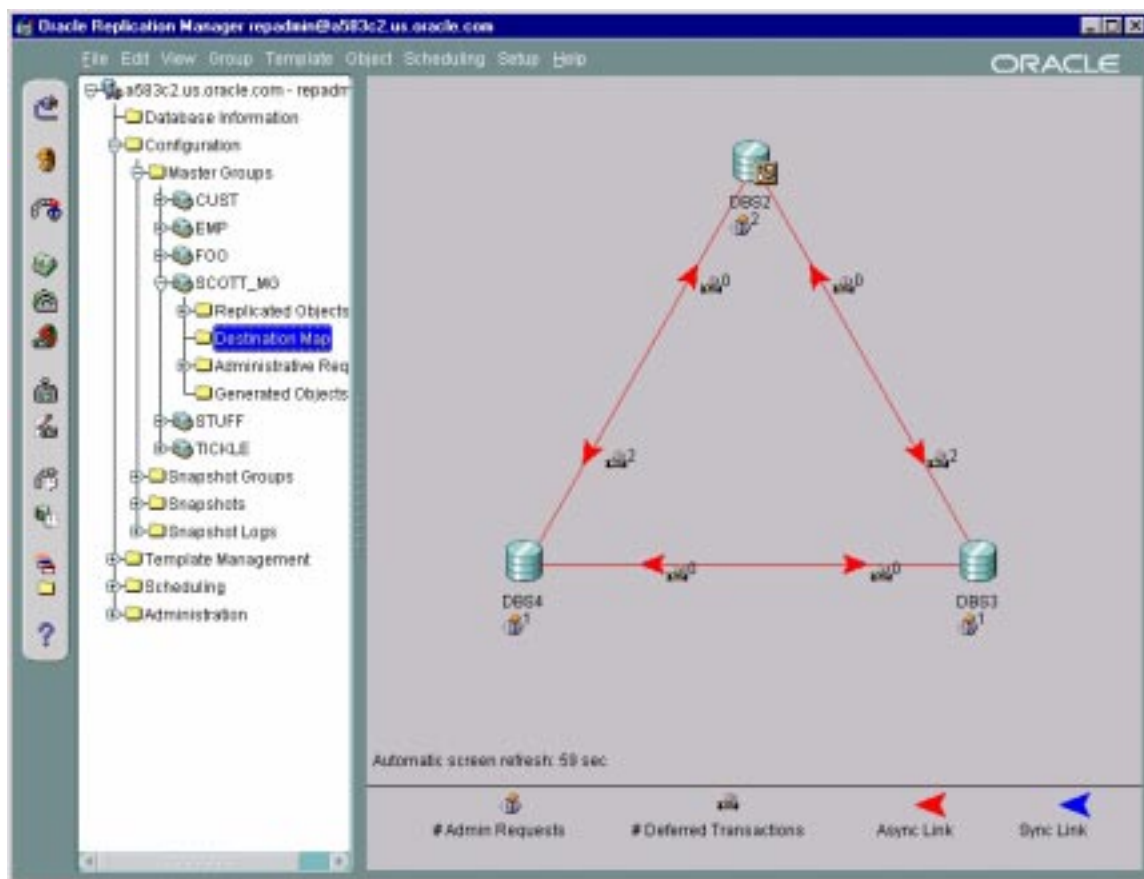 Oracle Replication Manager repadmin@a583c2.us.oracle.com
File Edit View Group Template Object Scheduling Setup Help
ORACLE
a583c2.us.oracle.com - repadm
Database Information
Configuration
Master Groups
CUST
EMP
FOO
SCOTT_MG
Replicated Objects
Destination Map
Administrative Req
Generated Objects
STUFF
TICKLE
Snapshot Groups
Snapshots
Snapshot Logs
Template Management
Scheduling
Administration
?
DBS2
2
0
0
2
2
0
0
DBS4
1
DBS3
1
Automatic screen refresh: 59 sec
# Admin Requests
# Deferred Transactions
Async Link
Sync Link